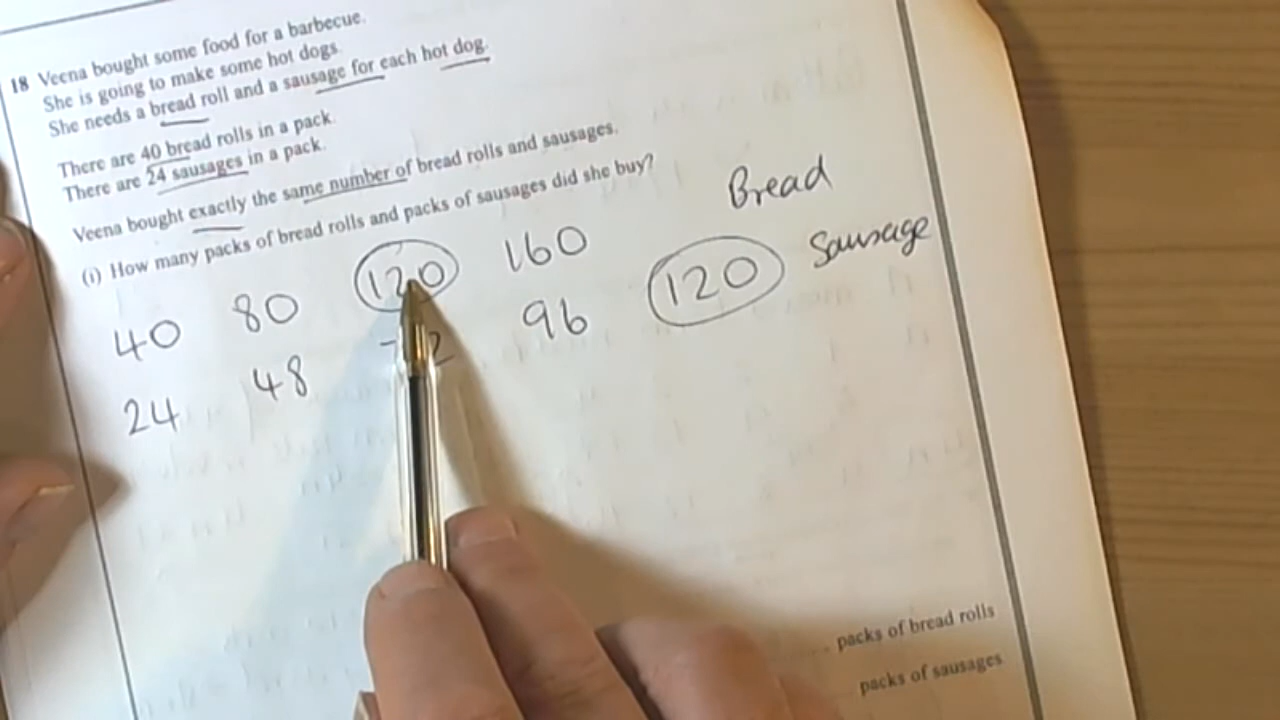 18 Veena bought some food for a barbecue.
She is going to make some hot dogs.
She needs a bread roll and a sausage for each hot dog.
There are 40 bread rolls in a pack.
There are 24 sausages in a pack.
Veena bought exactly the same number of bread rolls and sausages.
(i) How many packs of bread rolls and packs of sausages did she buy?
40 80 120 160 Bread
24 48 96 120 Sausage
packs of bread rolls
packs of sausages